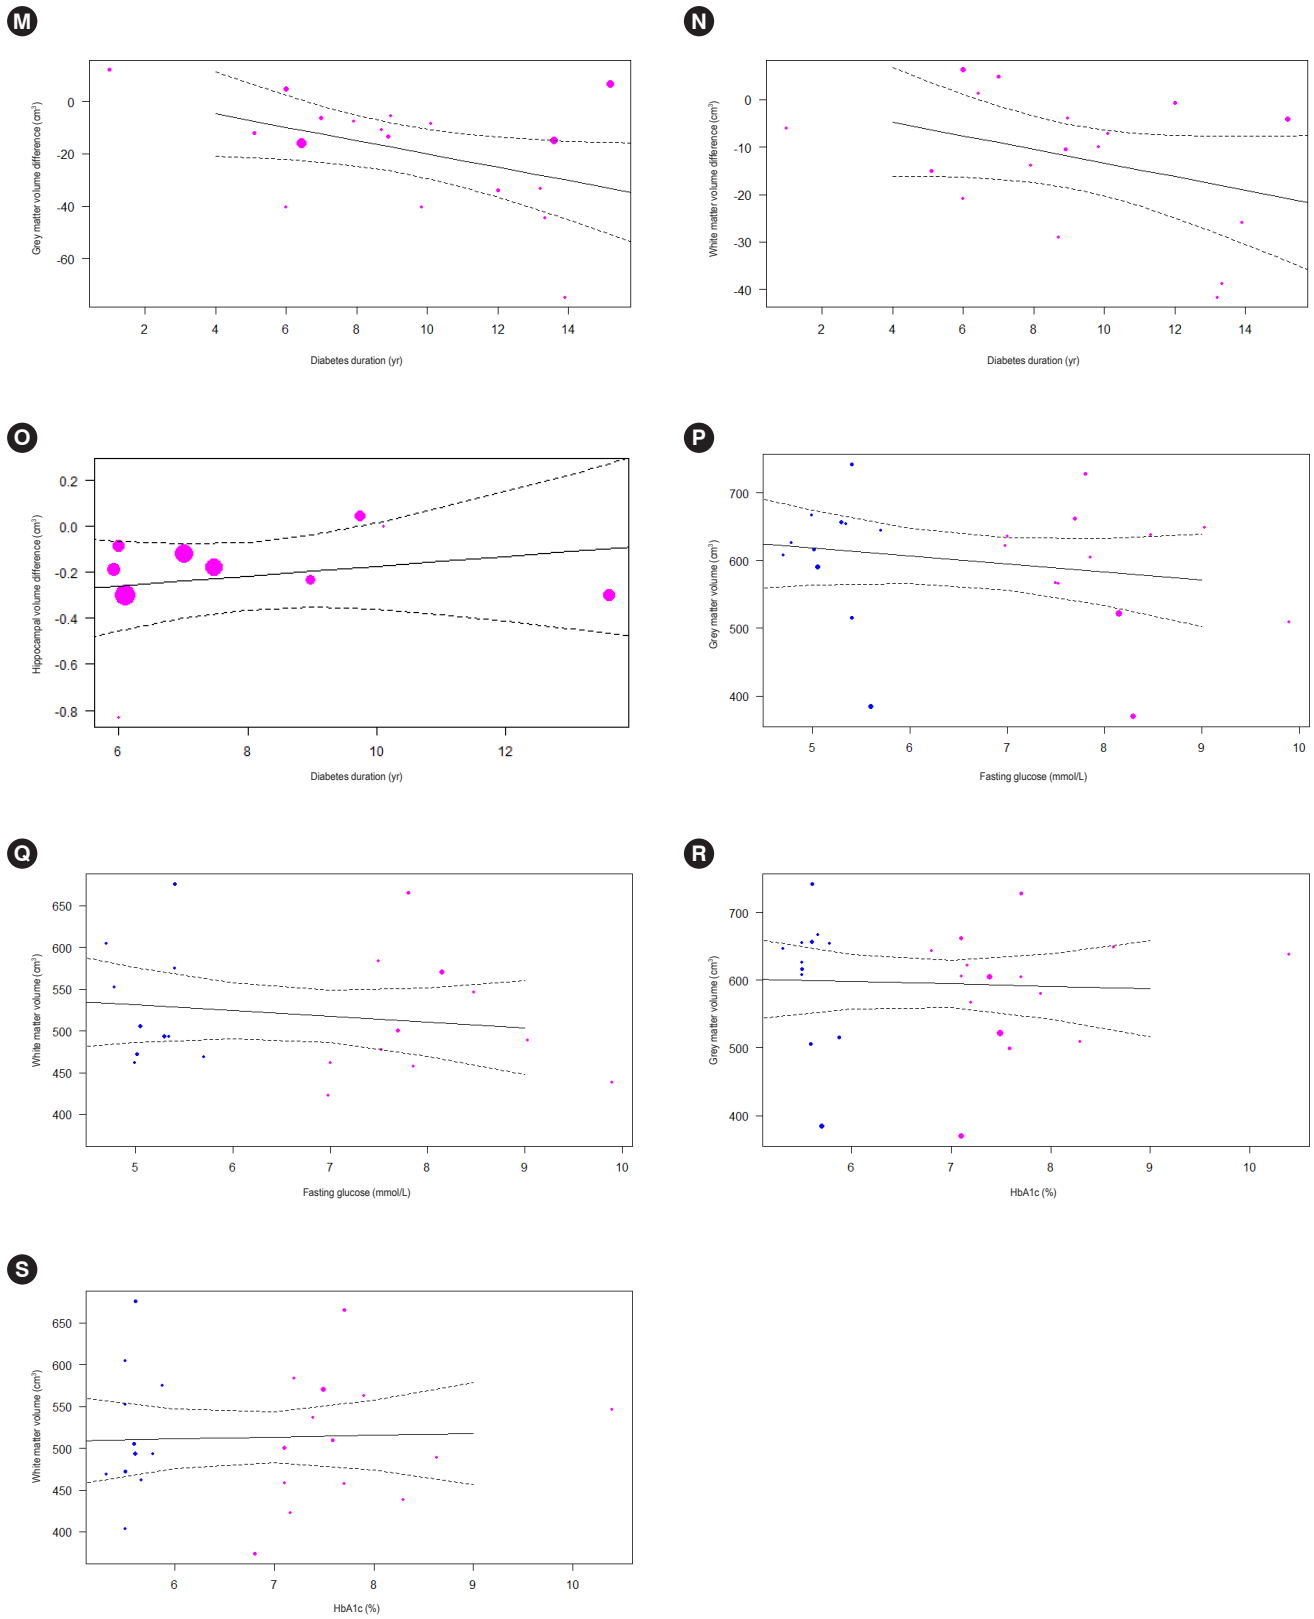 M
Grey matter volume difference (cm³)
0
-20
-40
-60
2 4 6 8 10 12 14
Diabetes duration (yr)
N
White matter volume difference (cm³)
0
-10
-20
-30
-40
2 4 6 8 10 12 14
Diabetes duration (yr)
O
Hippocampal volume difference (cm³)
0.2
0.0
-0.2
-0.4
-0.6
-0.8
6 8 10 12
Diabetes duration (yr)
P
Grey matter volume (cm³)
700
600
500
400
5 6 7 8 9 10
Fasting glucose (mmol/L)
Q
White matter volume (cm³)
650
600
550
500
450
400
5 6 7 8 9 10
Fasting glucose (mmol/L)
R
Grey matter volume (cm³)
700
600
500
400
6 7 8 9 10
HbA1c (%)
S
White matter volume (cm³)
650
600
550
500
450
400
6 7 8 9 10
HbA1c (%)